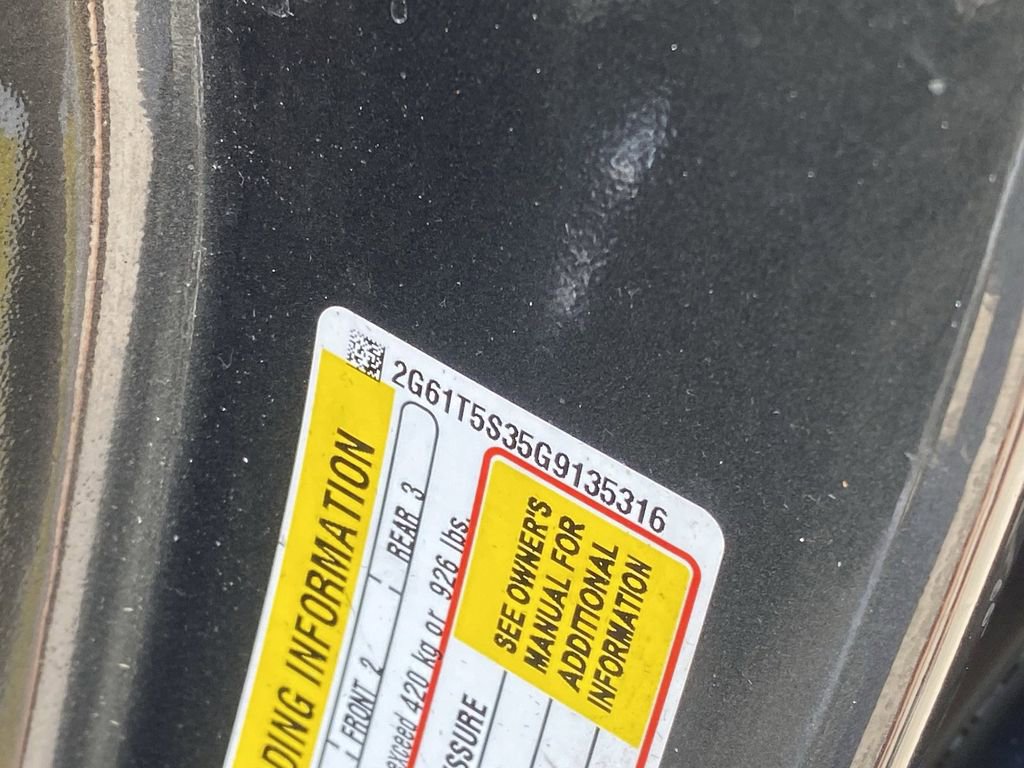 2G61T5S35G9135316
DING INFORMATION
FRONT 2 REAR 3
exceed 420 kg or 926 lbs.
SSURE
SEE OWNER'S
MANUAL FOR
ADDITIONAL
INFORMATION